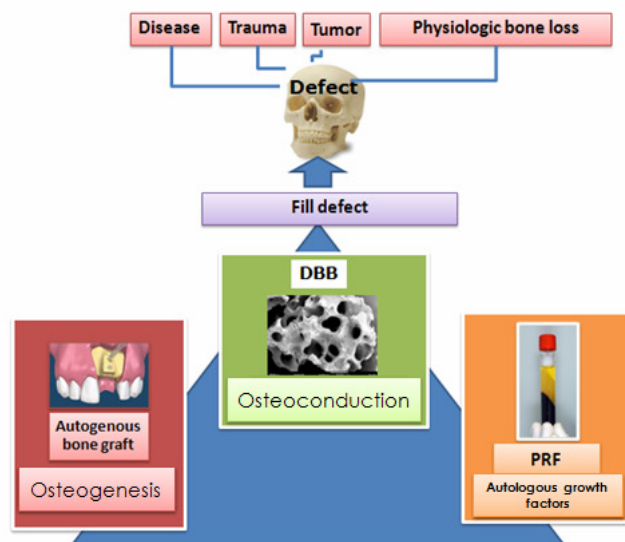 Disease
Trauma
Tumor
Physiologic bone loss
Defect
Fill defect
DBB
Osteoconduction
Autogenous
bone graft
Osteogenesis
PRF
Autologous growth
factors